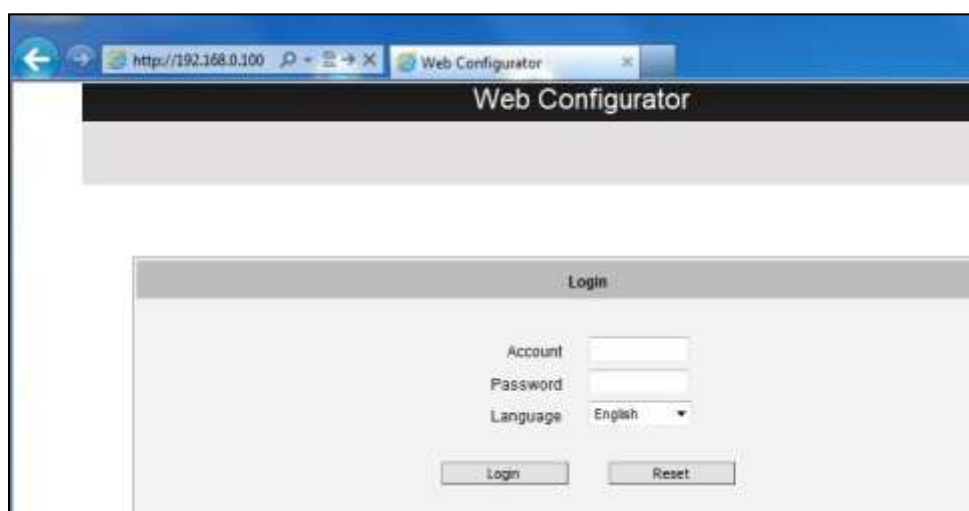 http://192.168.0.100 Web Configurator
Web Configurator
Login
Account
Password
Language English
Login Reset